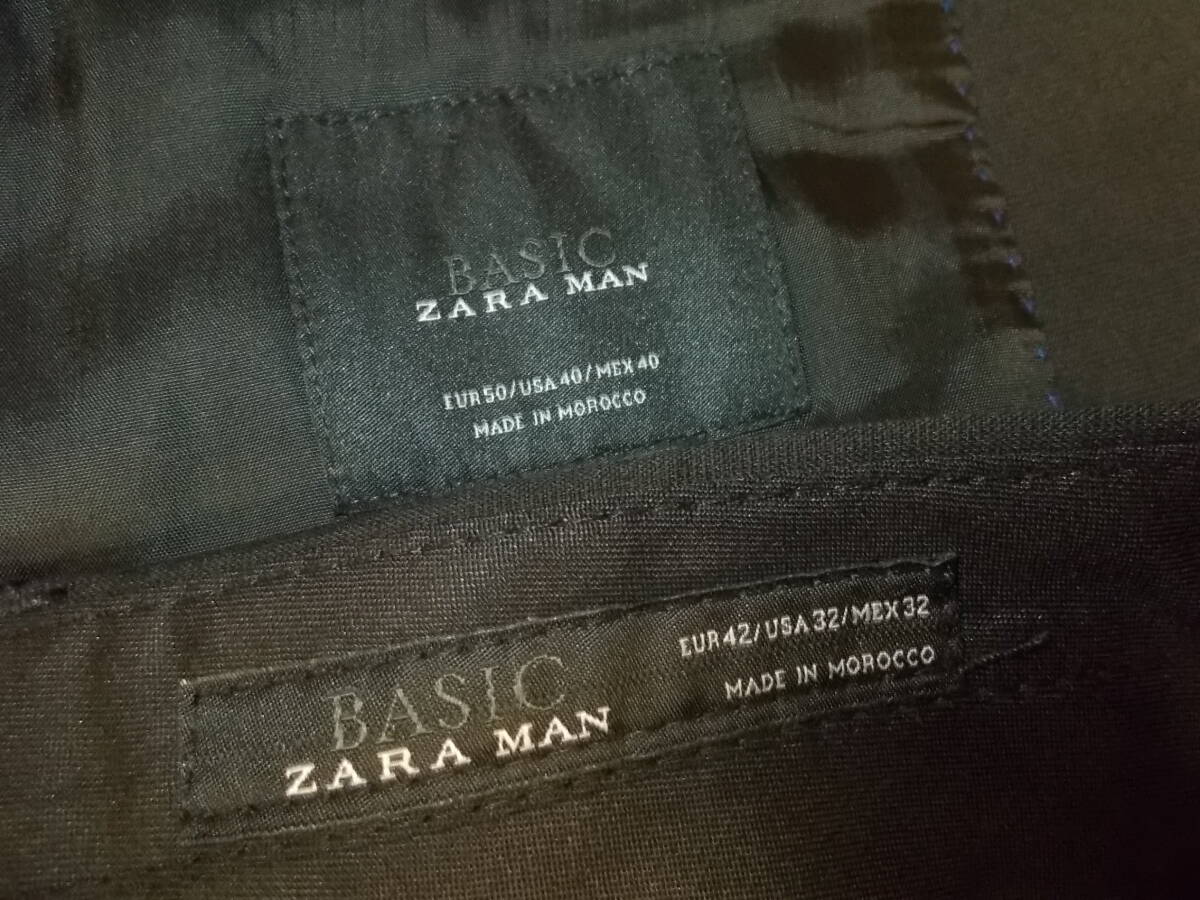 BASIC
ZARA MAN
EUR 50/USA 40/MEX 40
MADE IN MOROCCO
BASIC
ZARA MAN
EUR 42/USA 32/MEX 32
MADE IN MOROCCO